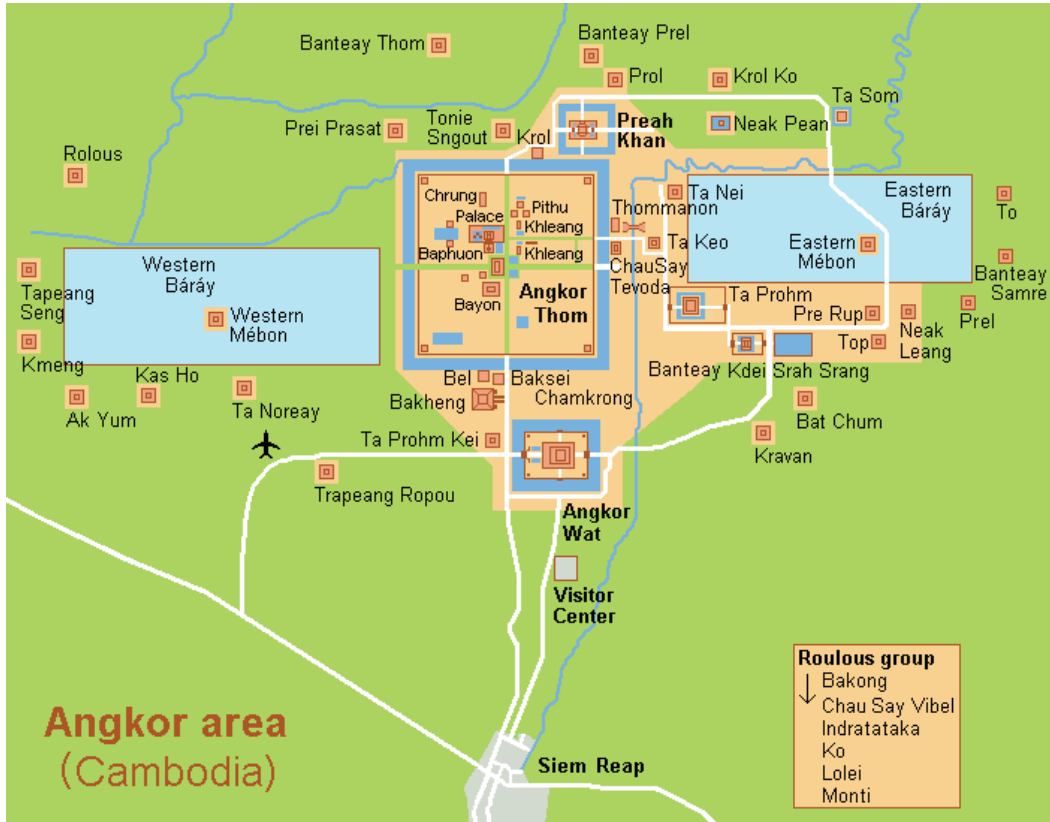 Banteay Thom
Banteay Prel
Prol
Krol Ko
Ta Som
Prei Prasat
Tonie
Sngout
Krol
Preah
Khan
Neak Pean
Rolous
Chrung
Palace
Pithu
Khleang
Thommanon
Ta Nei
Eastern
Báráy
To
Baphuon
Khleang
Ta Keo
Eastern
Mébon
ChauSay
Tevoda
Banteay
Samre
Western
Báráy
Tapeang
Seng
Bayon
Angkor
Thom
Ta Prohm
Pre Rup
Neak
Leang
Prel
Western
Mébon
Top
Kmeng
Kas Ho
Bel
Baksei
Chamkrong
Banteay Kdei
Srah Srang
Ak Yum
Ta Noreay
Bakheng
Bat Chum
Ta Prohm Kei
Kravan
Trapeang Ropou
Angkor
Wat
Visitor
Center
Roulous group
Bakong
Chau Say Vibel
Indratataka
Ko
Lolei
Monti
Angkor area
(Cambodia)
Siem Reap